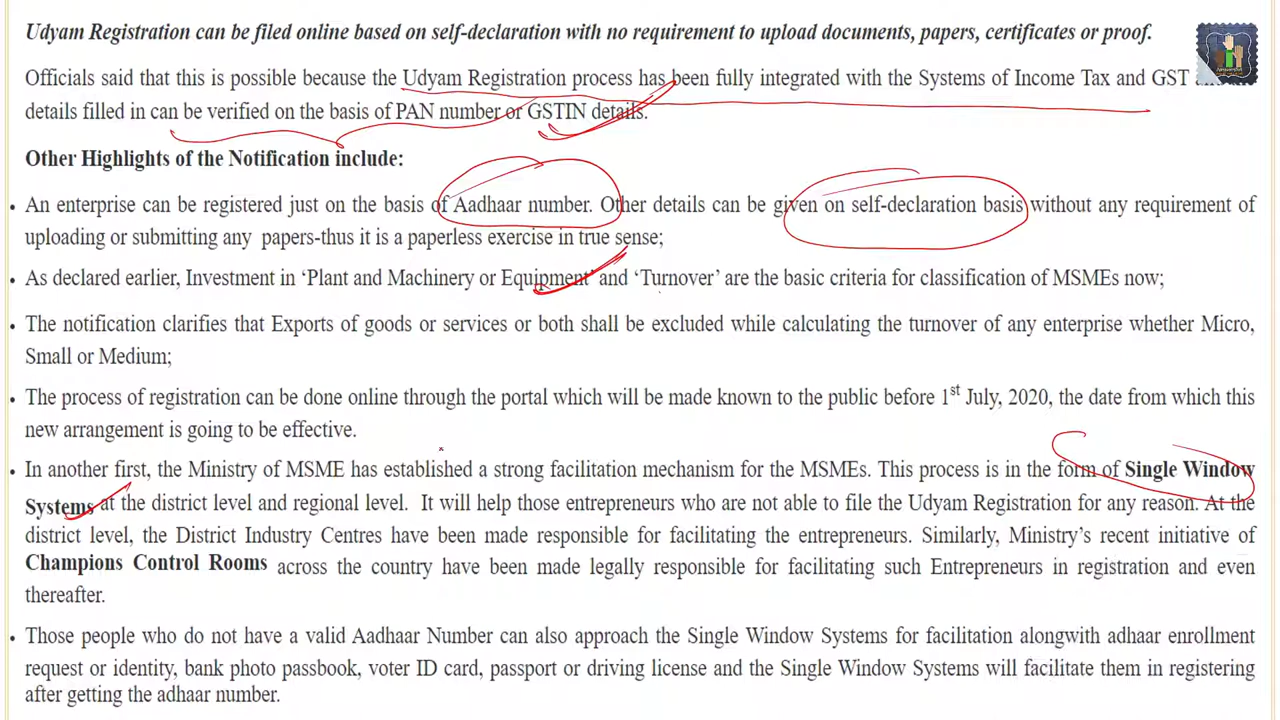 Udyam Registration can be filed online based on self-declaration with no requirement to upload documents, papers, certificates or proof.
Officials said that this is possible because the Udyam Registration process has been fully integrated with the Systems of Income Tax and GST
details filled in can be verified on the basis of PAN number or GSTIN details.
Other Highlights of the Notification include:
• An enterprise can be registered just on the basis of Aadhaar number. Other details can be given on self-declaration basis without any requirement of
uploading or submitting any papers-thus it is a paperless exercise in true sense;
• As declared earlier, Investment in ‘Plant and Machinery or Equipment’ and ‘Turnover’ are the basic criteria for classification of MSMEs now;
• The notification clarifies that Exports of goods or services or both shall be excluded while calculating the turnover of any enterprise whether Micro,
Small or Medium;
• The process of registration can be done online through the portal which will be made known to the public before 1st July, 2020, the date from which this
new arrangement is going to be effective.
• In another first, the Ministry of MSME has established a strong facilitation mechanism for the MSMEs. This process is in the form of Single Window
Systems at the district level and regional level. It will help those entrepreneurs who are not able to file the Udyam Registration for any reason. At the
district level, the District Industry Centres have been made responsible for facilitating the entrepreneurs. Similarly, Ministry’s recent initiative of
Champions Control Rooms across the country have been made legally responsible for facilitating such Entrepreneurs in registration and even
thereafter.
• Those people who do not have a valid Aadhaar Number can also approach the Single Window Systems for facilitation alongwith adhaar enrollment
request or identity, bank photo passbook, voter ID card, passport or driving license and the Single Window Systems will facilitate them in registering
after getting the adhaar number.